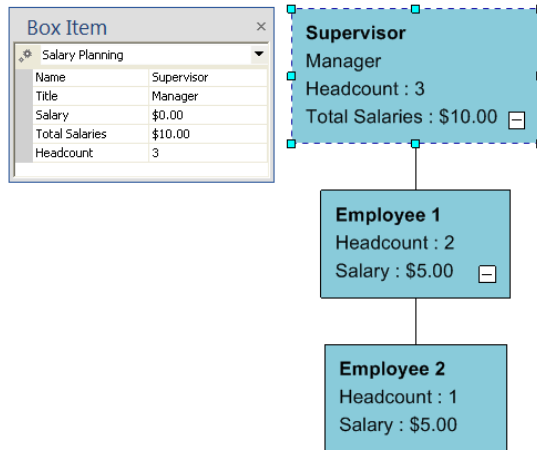 Box Item
Salary Planning
Name Supervisor
Title Manager
Salary $0.00
Total Salaries $10.00
Headcount 3
Supervisor
Manager
Headcount : 3
Total Salaries : $10.00
Employee 1
Headcount : 2
Salary : $5.00
Employee 2
Headcount : 1
Salary : $5.00